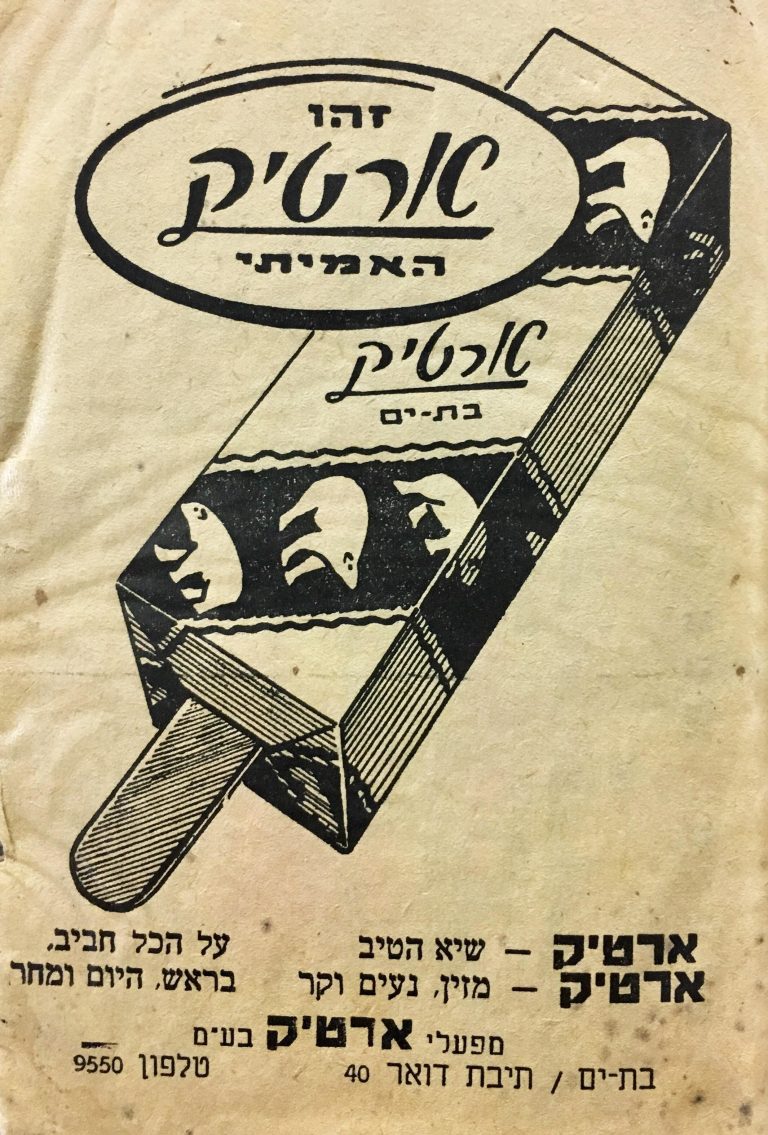 זהו
ארטיק
האמיתי
ארטיק
בת-ים
ארטיק – שיא הטיב על הכל חביב,
ארטיק – מזין, נעים וקר בראש, היום ומחר
מפעלי ארטיק בע״מ
בת-ים / תיבת דואר 40 טלפון 9550